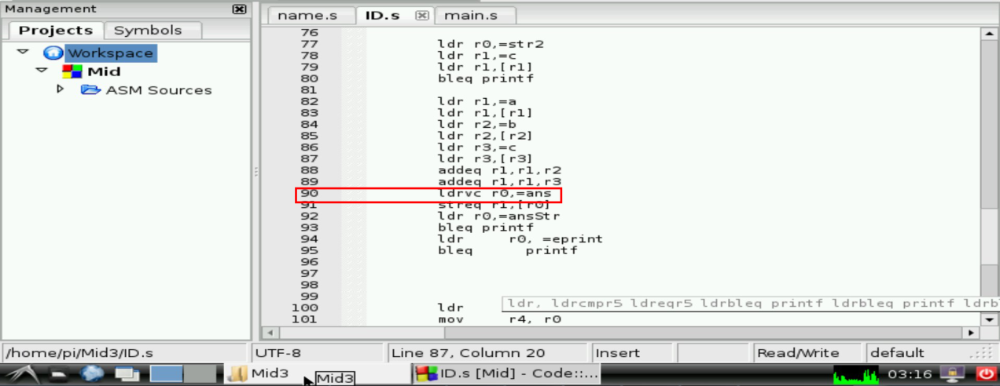 Management
Projects Symbols
Workspace
Mid
ASM Sources
name.s ID.s main.s
76
77 ldr r0,=str2
78 ldr r1,=c
79 ldr r1,[r1]
80 bleq printf
81
82 ldr r1,=a
83 ldr r1,[r1]
84 ldr r2,=b
85 ldr r2,[r2]
86 ldr r3,=c
87 ldr r3,[r3]
88 addeq r1,r1,r2
89 addeq r1,r1,r3
90 ldrvc r0,=ans
91 streq r1,[r0]
92 ldr r0,=ansStr
93 bleq printf
94 ldr r0, =eprint
95 bleq printf
96
97
98
99
100 ldr
ldr, ldrcmpr5 ldreqr5 ldrbleq printf ldrbleq printf ldrb
101 mov r4, r0
/home/pi/Mid3/ID.s UTF-8 Line 87, Column 20 Insert Read/Write default
Mid3 Mid3 ID.s [Mid] - Code::... 03:16